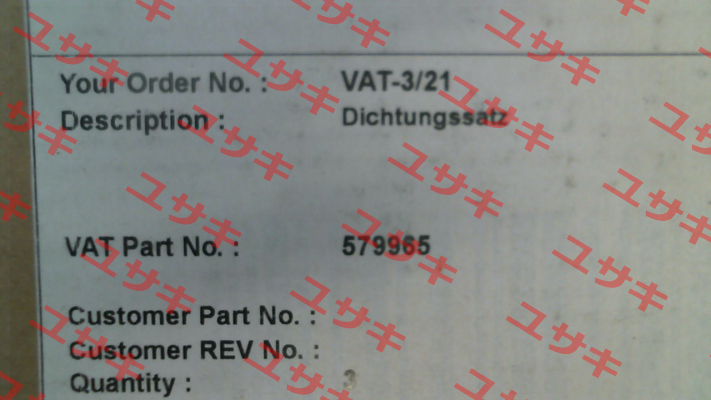 Your Order No. : VAT-3/21
Description : Dichtungssatz
VAT Part No. : 579965
Customer Part No. :
Customer REV No. :
Quantity : 3
ユサキ